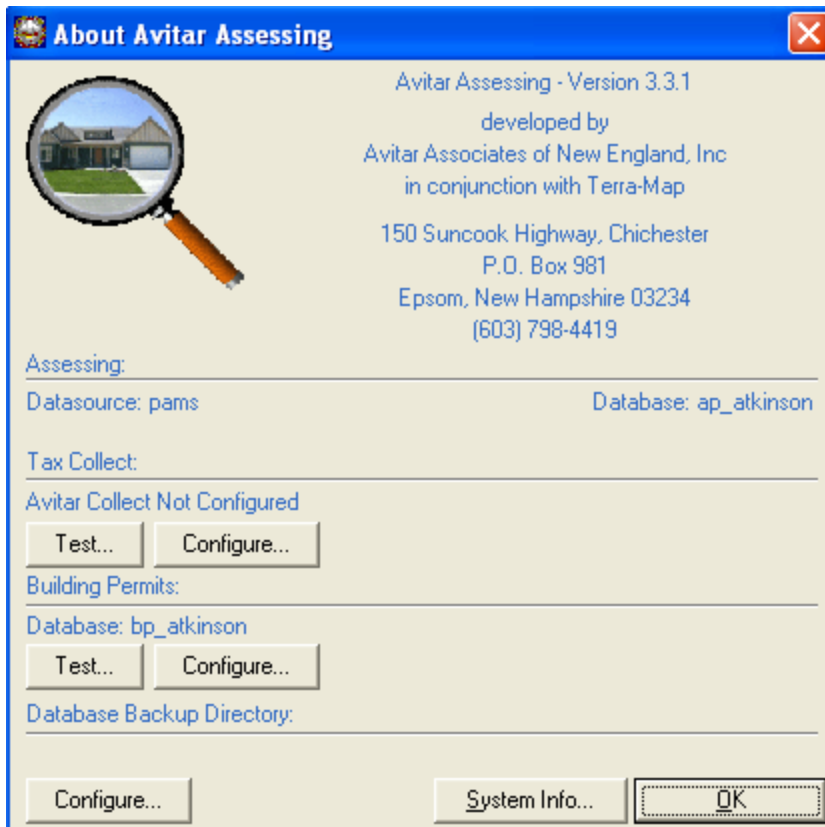 About Avitar Assessing
Avitar Assessing - Version 3.3.1
developed by
Avitar Associates of New England, Inc
in conjunction with Terra-Map
150 Suncook Highway, Chichester
P.O. Box 981
Epsom, New Hampshire 03234
(603) 798-4419
Assessing:
Datasource: pams Database: ap_atkinson
Tax Collect:
Avitar Collect Not Configured
Test... Configure...
Building Permits:
Database: bp_atkinson
Test... Configure...
Database Backup Directory:
Configure... System Info... OK